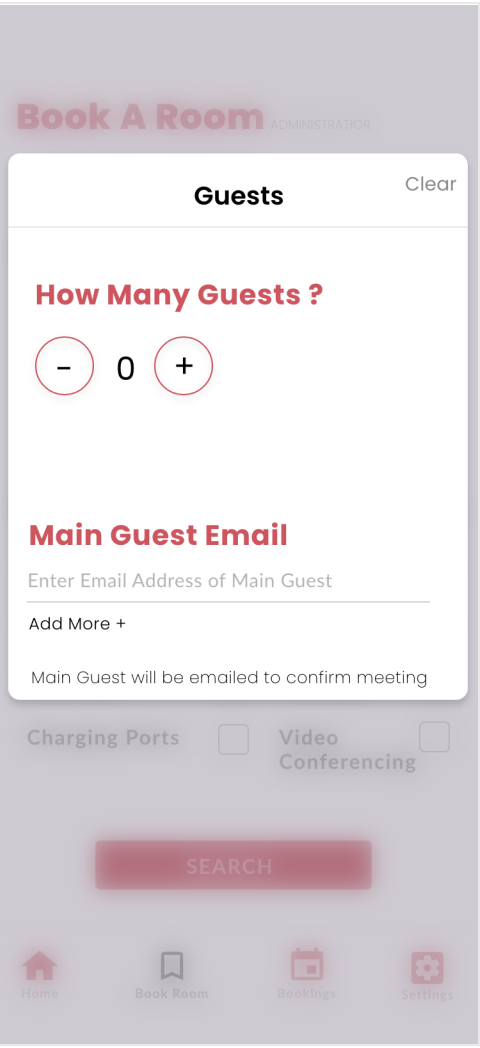 Book A Room ADMINISTRATIOR
Clear
Guests
How Many Guests ?
- 0 +
Main Guest Email
Enter Email Address of Main Guest
Add More +
Main Guest will be emailed to confirm meeting
Charging Ports
Video
Conferencing
SEARCH
Home
Book Room
Bookings
Settings